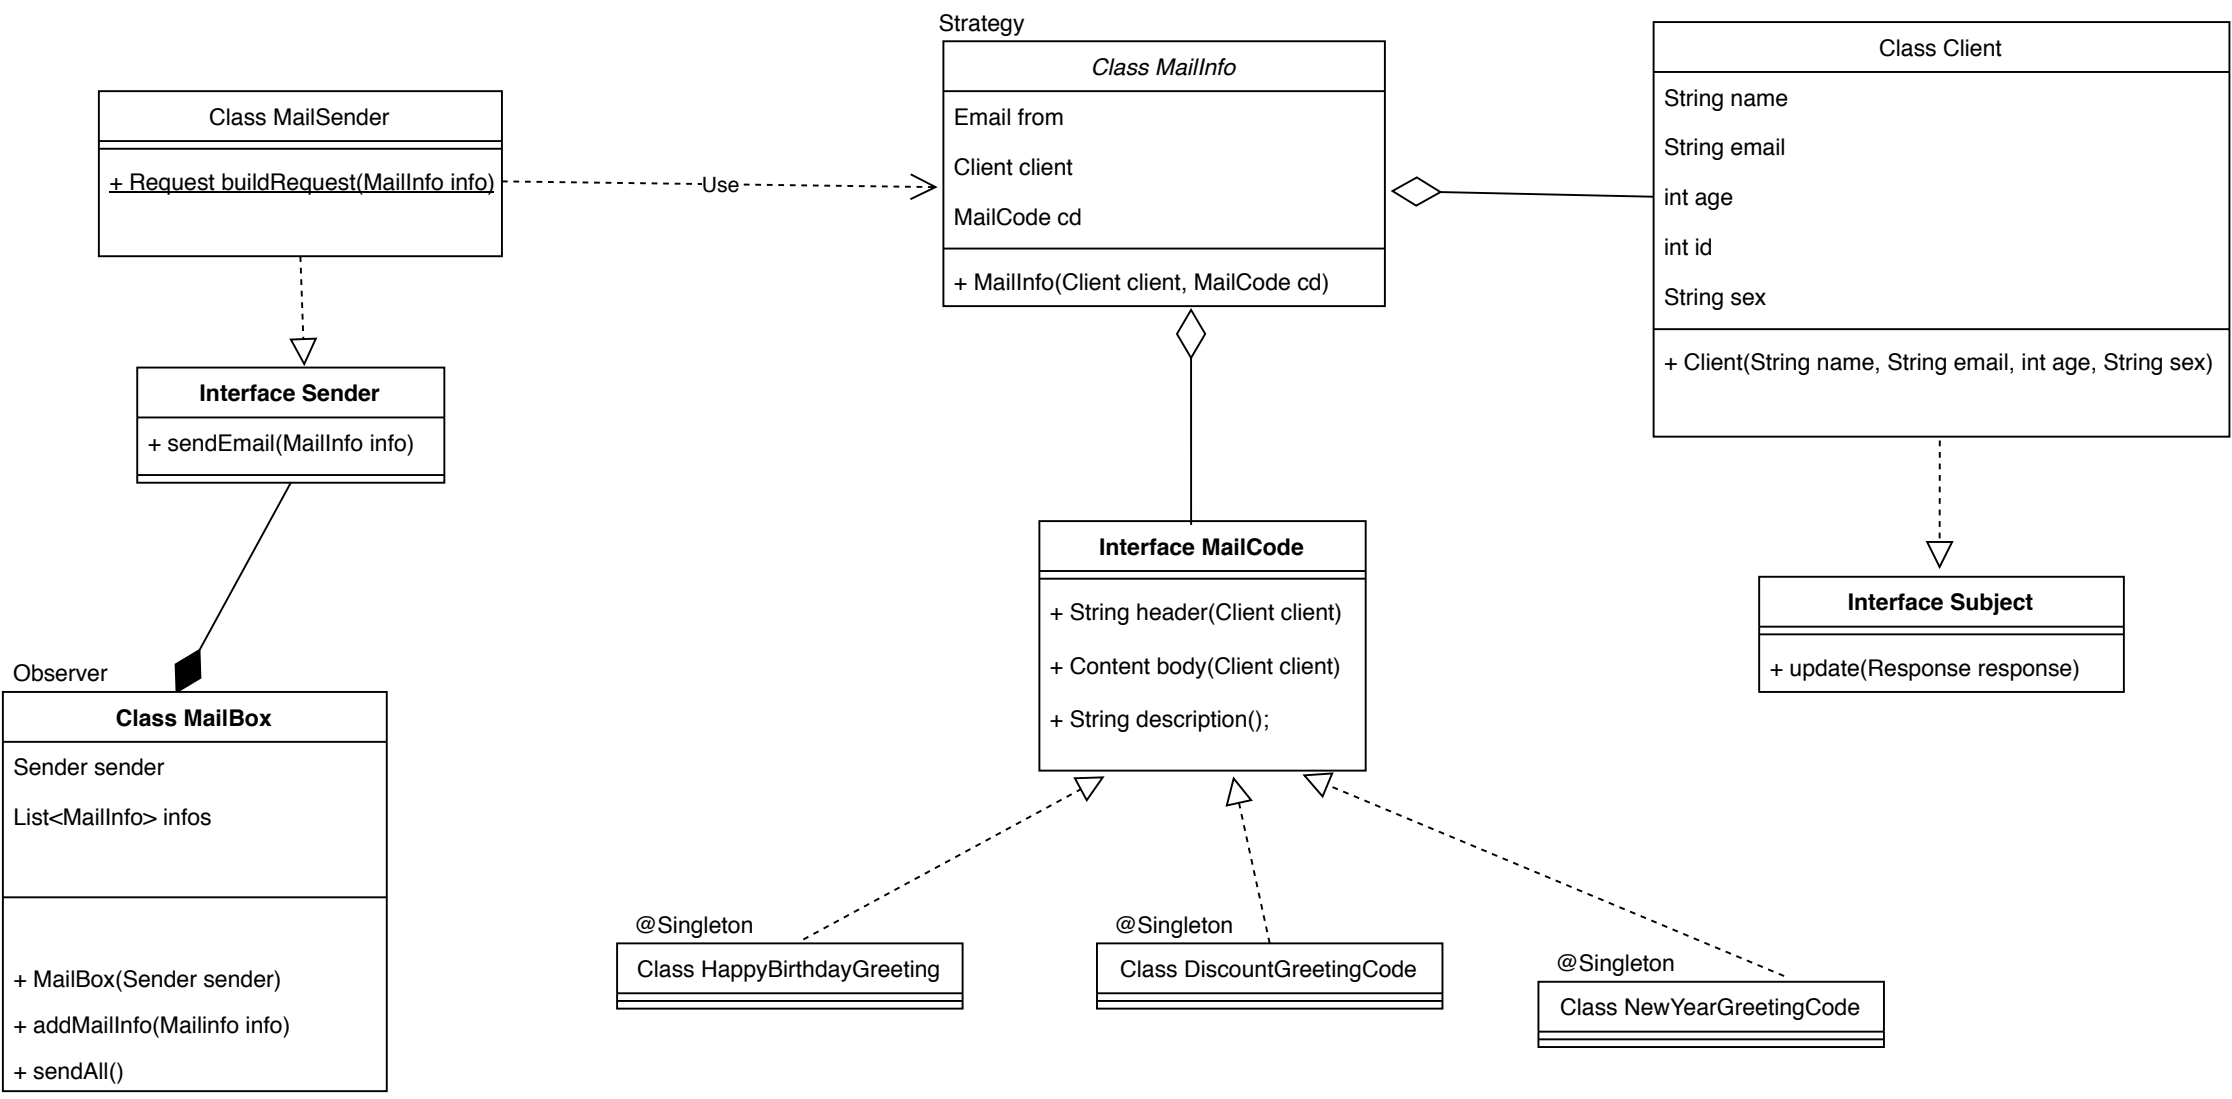 Strategy
Class MailInfo
Email from
Client client
MailCode cd
+ MailInfo(Client client, MailCode cd)
Class Client
String name
String email
int age
int id
String sex
+ Client(String name, String email, int age, String sex)
Class MailSender
+ Request buildRequest(MailInfo info)
Use
Interface Sender
+ sendEmail(MailInfo info)
Interface MailCode
+ String header(Client client)
+ Content body(Client client)
+ String description();
Interface Subject
+ update(Response response)
Observer
Class MailBox
Sender sender
List<MailInfo> infos
+ MailBox(Sender sender)
+ addMailInfo(Mailinfo info)
+ sendAll()
@Singleton
Class HappyBirthdayGreeting
@Singleton
Class DiscountGreetingCode
@Singleton
Class NewYearGreetingCode